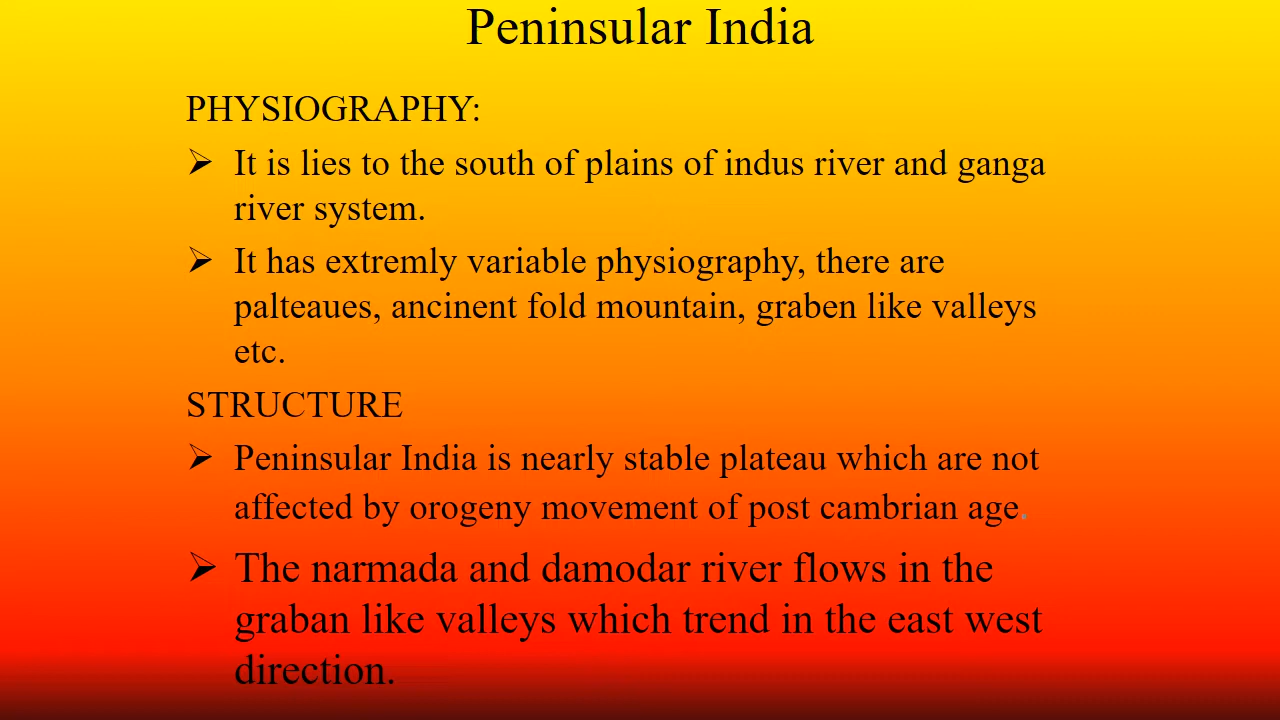 Peninsular India
PHYSIOGRAPHY:
➢ It is lies to the south of plains of indus river and ganga
river system.
➢ It has extremly variable physiography, there are
palteaues, ancinent fold mountain, graben like valleys
etc.
STRUCTURE
➢ Peninsular India is nearly stable plateau which are not
affected by orogeny movement of post cambrian age.
➢ The narmada and damodar river flows in the
graban like valleys which trend in the east west
direction.